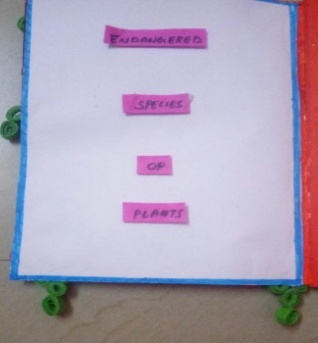 ENDANGERED
SPECIES
OF
PLANTS